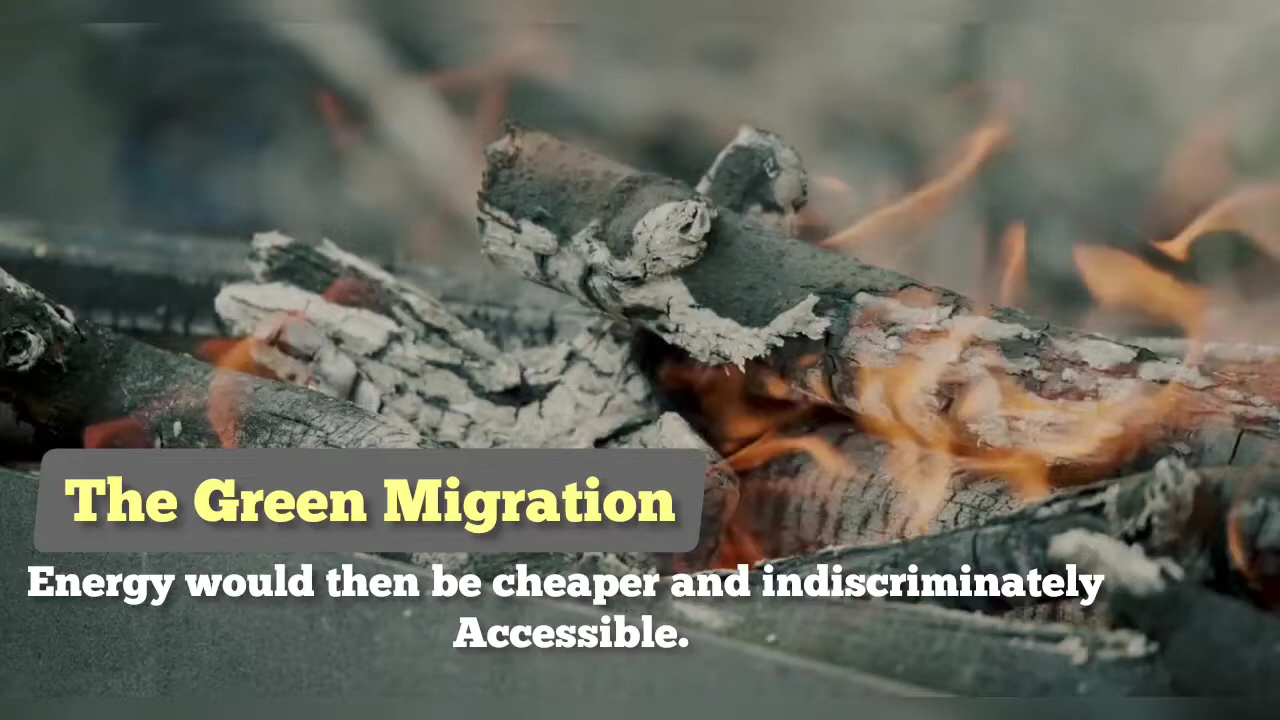 The Green Migration
Energy would then be cheaper and indiscriminately
Accessible.